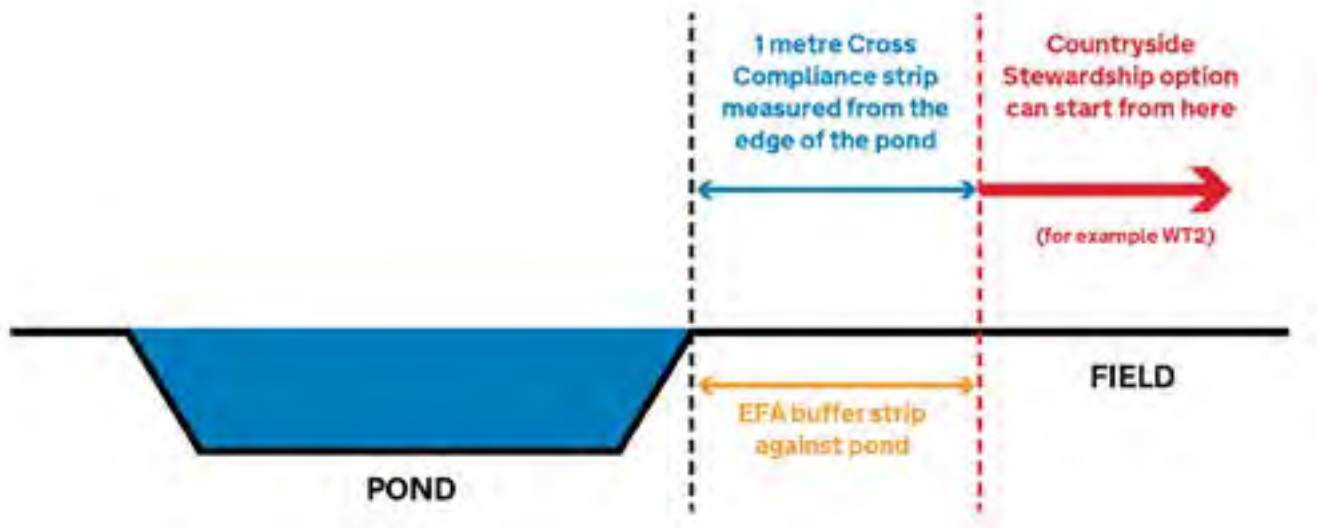 1 metre Cross
Compliance strip
measured from the
edge of the pond
Countryside
Stewardship option
can start from here
(for example WT2)
FIELD
EFA buffer strip
against pond
POND